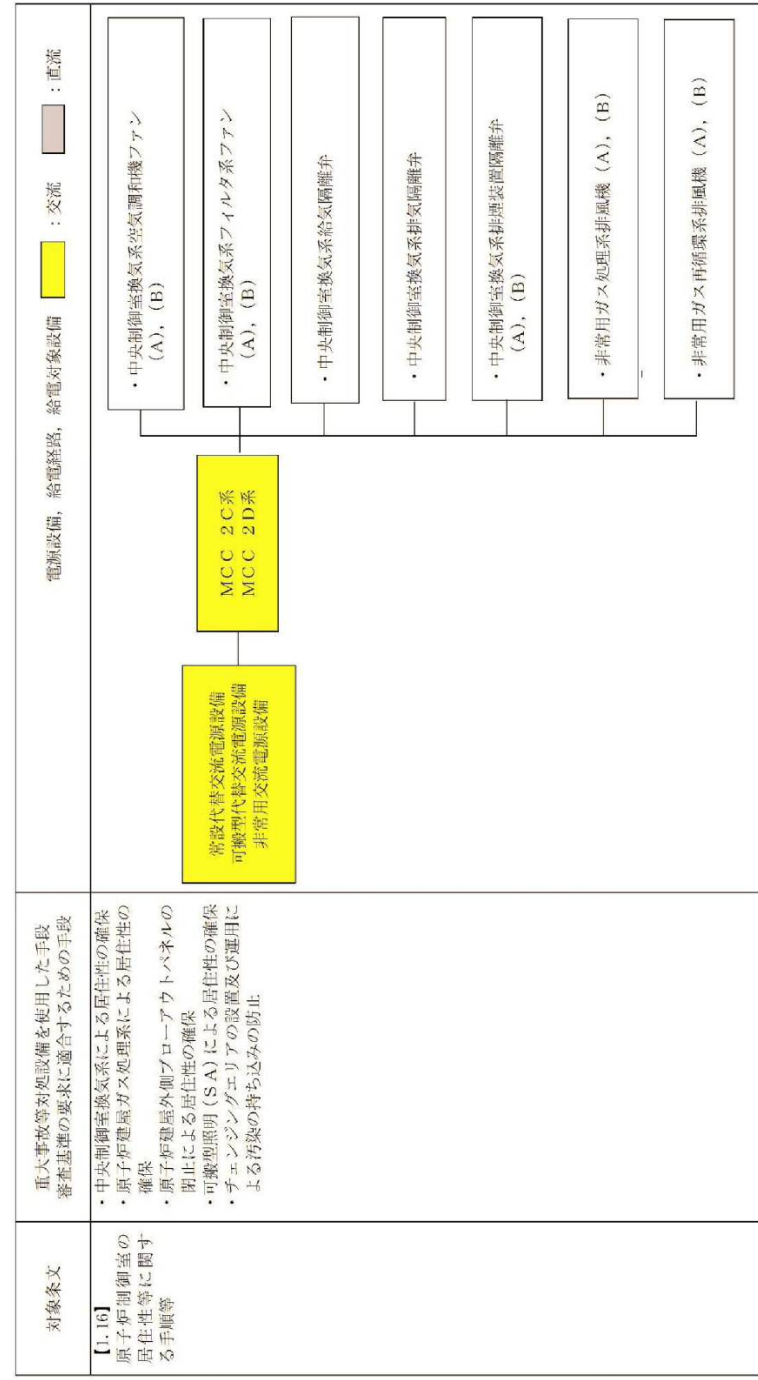 対象条文
重大事故等対処設備を使用した手段
審査基準の要求に適合するための手段
電源設備，給電経路，給電対象設備
：交流
：直流
【1.16】
原子炉制御室の
居住性等に関す
る手順等
・中央制御室換気系による居住性の確保
・原子炉建屋ガス処理系による居住性の
確保
・原子炉建屋外側ブローアウトパネルの
閉止による居住性の確保
・可搬型照明（ＳＡ）による居住性の確保
・チェンジングエリアの設置及び運用に
よる汚染の持ち込みの防止
常設代替交流電源設備
可搬型代替交流電源設備
非常用交流電源設備
ＭＣＣ ２Ｃ系
ＭＣＣ ２Ｄ系
・中央制御室換気系空気調和機ファン
（Ａ），（Ｂ）
・中央制御室換気系フィルタ系ファン
（Ａ），（Ｂ）
・中央制御室換気系給気隔離弁
・中央制御室換気系排気隔離弁
・中央制御室換気系排煙装置隔離弁
（Ａ），（Ｂ）
・非常用ガス処理系排風機（Ａ），（Ｂ）
・非常用ガス再循環系排風機（Ａ），（Ｂ）